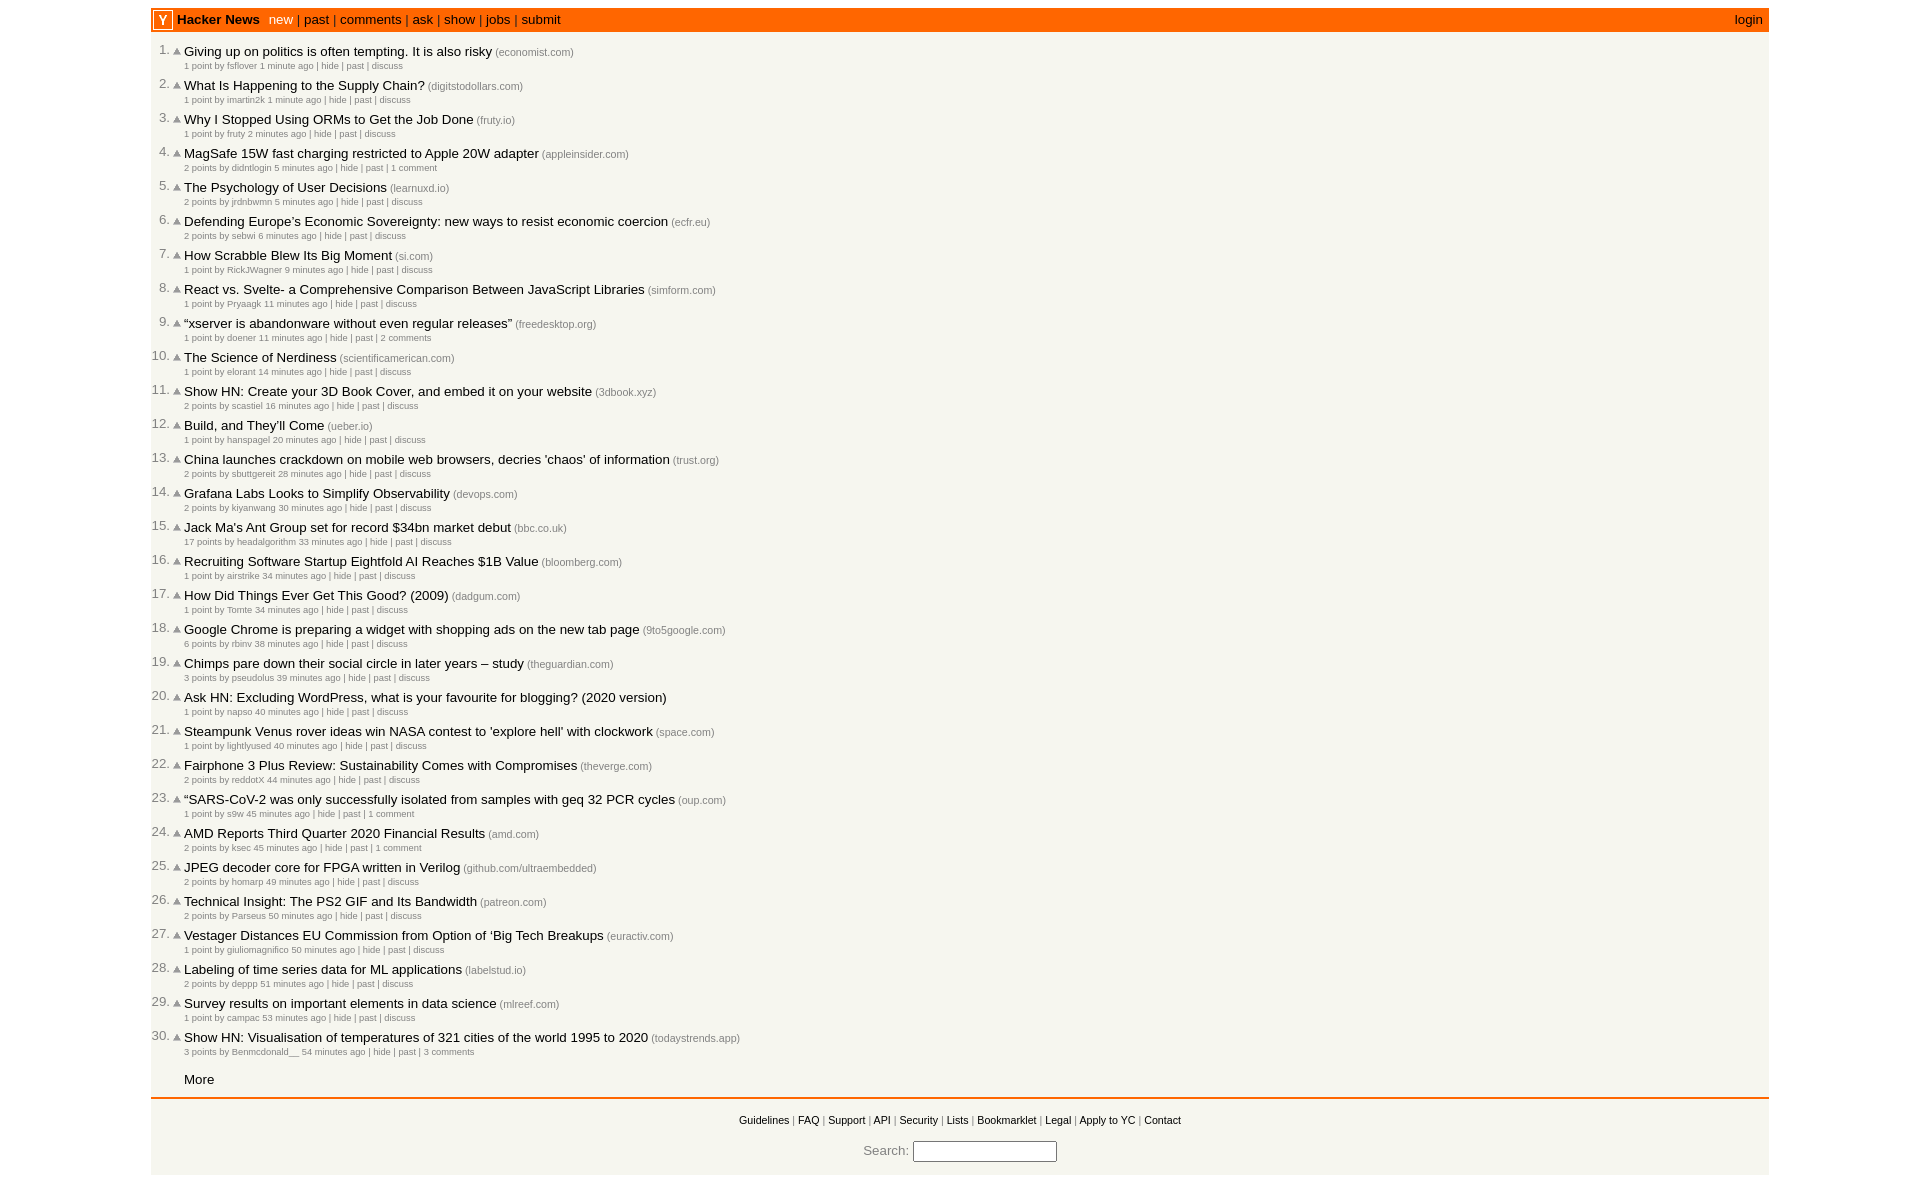 Y Hacker News new | past | comments | ask | show | jobs | submit login
1. Giving up on politics is often tempting. It is also risky (economist.com)
1 point by fsflover 1 minute ago | hide | past | discuss
2. What Is Happening to the Supply Chain? (digitstodollars.com)
1 point by imartin2k 1 minute ago | hide | past | discuss
3. Why I Stopped Using ORMs to Get the Job Done (fruty.io)
1 point by fruty 2 minutes ago | hide | past | discuss
4. MagSafe 15W fast charging restricted to Apple 20W adapter (appleinsider.com)
2 points by didntlogin 5 minutes ago | hide | past | 1 comment
5. The Psychology of User Decisions (learnuxd.io)
2 points by jrdnbwmn 5 minutes ago | hide | past | discuss
6. Defending Europe’s Economic Sovereignty: new ways to resist economic coercion (ecfr.eu)
2 points by sebwi 6 minutes ago | hide | past | discuss
7. How Scrabble Blew Its Big Moment (si.com)
1 point by RickJWagner 9 minutes ago | hide | past | discuss
8. React vs. Svelte- a Comprehensive Comparison Between JavaScript Libraries (simform.com)
1 point by Pryaagk 11 minutes ago | hide | past | discuss
9. “xserver is abandonware without even regular releases” (freedesktop.org)
1 point by doener 11 minutes ago | hide | past | 2 comments
10. The Science of Nerdiness (scientificamerican.com)
1 point by elorant 14 minutes ago | hide | past | discuss
11. Show HN: Create your 3D Book Cover, and embed it on your website (3dbook.xyz)
2 points by scastiel 16 minutes ago | hide | past | discuss
12. Build, and They’ll Come (ueber.io)
1 point by hanspagel 20 minutes ago | hide | past | discuss
13. China launches crackdown on mobile web browsers, decries 'chaos' of information (trust.org)
2 points by sbuttgereit 28 minutes ago | hide | past | discuss
14. Grafana Labs Looks to Simplify Observability (devops.com)
2 points by kiyanwang 30 minutes ago | hide | past | discuss
15. Jack Ma's Ant Group set for record $34bn market debut (bbc.co.uk)
17 points by headalgorithm 33 minutes ago | hide | past | discuss
16. Recruiting Software Startup Eightfold AI Reaches $1B Value (bloomberg.com)
1 point by airstrike 34 minutes ago | hide | past | discuss
17. How Did Things Ever Get This Good? (2009) (dadgum.com)
1 point by Tomte 34 minutes ago | hide | past | discuss
18. Google Chrome is preparing a widget with shopping ads on the new tab page (9to5google.com)
6 points by rbinv 38 minutes ago | hide | past | discuss
19. Chimps pare down their social circle in later years – study (theguardian.com)
3 points by pseudolus 39 minutes ago | hide | past | discuss
20. Ask HN: Excluding WordPress, what is your favourite for blogging? (2020 version)
1 point by napso 40 minutes ago | hide | past | discuss
21. Steampunk Venus rover ideas win NASA contest to 'explore hell' with clockwork (space.com)
1 point by lightlyused 40 minutes ago | hide | past | discuss
22. Fairphone 3 Plus Review: Sustainability Comes with Compromises (theverge.com)
2 points by reddotX 44 minutes ago | hide | past | discuss
23. “SARS-CoV-2 was only successfully isolated from samples with geq 32 PCR cycles (oup.com)
1 point by s9w 45 minutes ago | hide | past | 1 comment
24. AMD Reports Third Quarter 2020 Financial Results (amd.com)
2 points by ksec 45 minutes ago | hide | past | 1 comment
25. JPEG decoder core for FPGA written in Verilog (github.com/ultraembedded)
2 points by homarp 49 minutes ago | hide | past | discuss
26. Technical Insight: The PS2 GIF and Its Bandwidth (patreon.com)
2 points by Parseus 50 minutes ago | hide | past | discuss
27. Vestager Distances EU Commission from Option of ‘Big Tech Breakups (euractiv.com)
1 point by giuliomagnifico 50 minutes ago | hide | past | discuss
28. Labeling of time series data for ML applications (labelstud.io)
2 points by deppp 51 minutes ago | hide | past | discuss
29. Survey results on important elements in data science (mlreef.com)
1 point by campac 53 minutes ago | hide | past | discuss
30. Show HN: Visualisation of temperatures of 321 cities of the world 1995 to 2020 (todaystrends.app)
3 points by Benmcdonald__ 54 minutes ago | hide | past | 3 comments
More
Guidelines | FAQ | Support | API | Security | Lists | Bookmarklet | Legal | Apply to YC | Contact
Search: